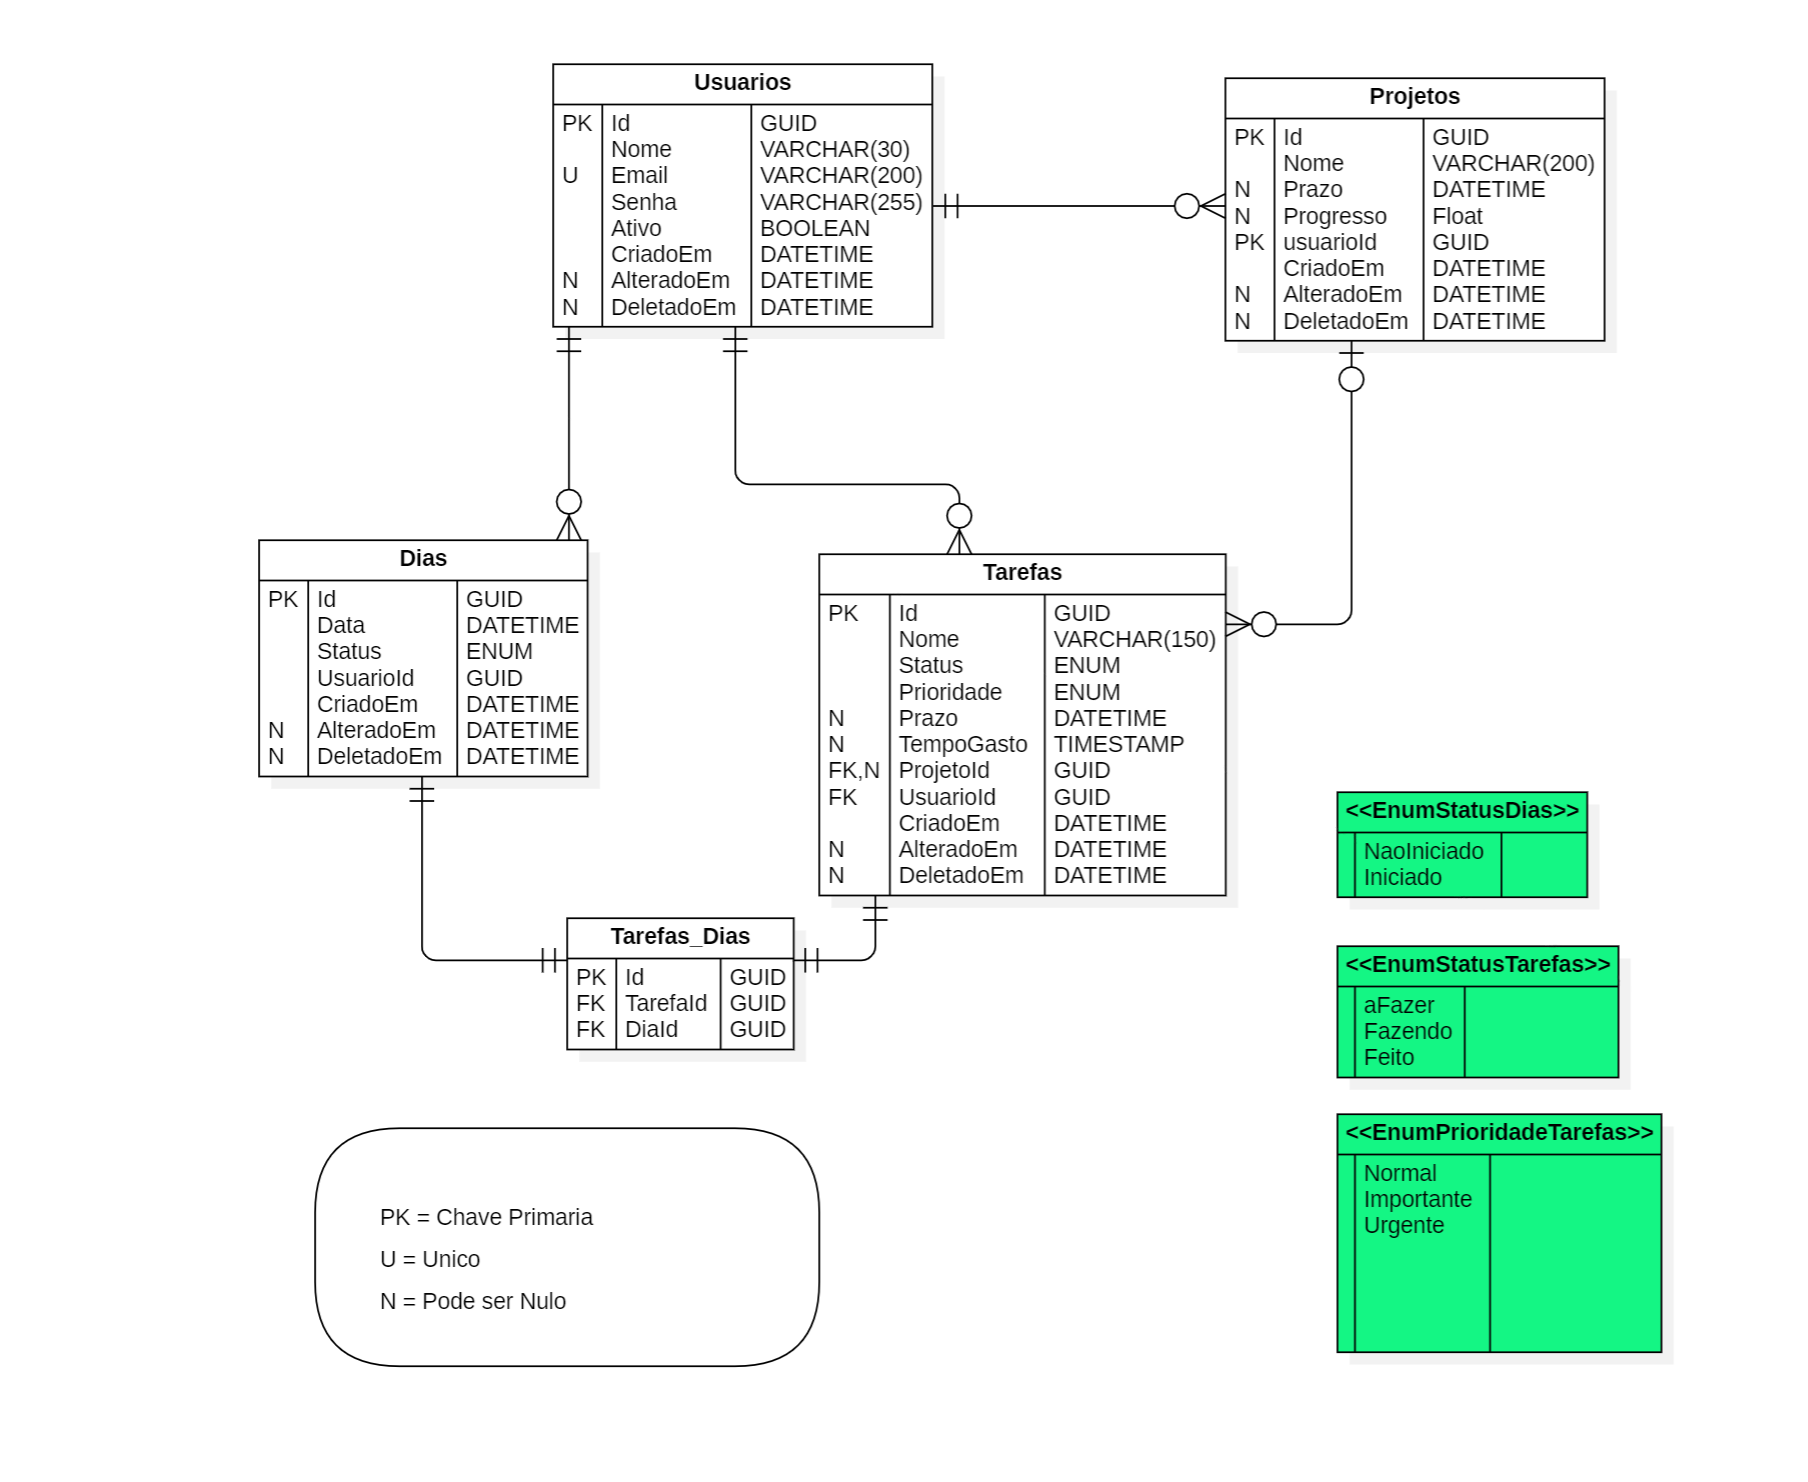 Usuarios
PK Id GUID
Nome VARCHAR(30)
U Email VARCHAR(200)
Senha VARCHAR(255)
Ativo BOOLEAN
CriadoEm DATETIME
N AlteradoEm DATETIME
N DeletadoEm DATETIME
Projetos
PK Id GUID
Nome VARCHAR(200)
N Prazo DATETIME
N Progresso Float
PK usuarioId GUID
CriadoEm DATETIME
N AlteradoEm DATETIME
N DeletadoEm DATETIME
Dias
PK Id GUID
Data DATETIME
Status ENUM
UsuarioId GUID
CriadoEm DATETIME
N AlteradoEm DATETIME
N DeletadoEm DATETIME
Tarefas
PK Id GUID
Nome VARCHAR(150)
Status ENUM
Prioridade ENUM
N Prazo DATETIME
N TempoGasto TIMESTAMP
FK,N ProjetoId GUID
FK UsuarioId GUID
CriadoEm DATETIME
N AlteradoEm DATETIME
N DeletadoEm DATETIME
Tarefas_Dias
PK Id GUID
FK TarefaId GUID
FK DiaId GUID
<<EnumStatusDias>>
NaoIniciado
Iniciado
<<EnumStatusTarefas>>
aFazer
Fazendo
Feito
<<EnumPrioridadeTarefas>>
Normal
Importante
Urgente
PK = Chave Primaria
U = Unico
N = Pode ser Nulo